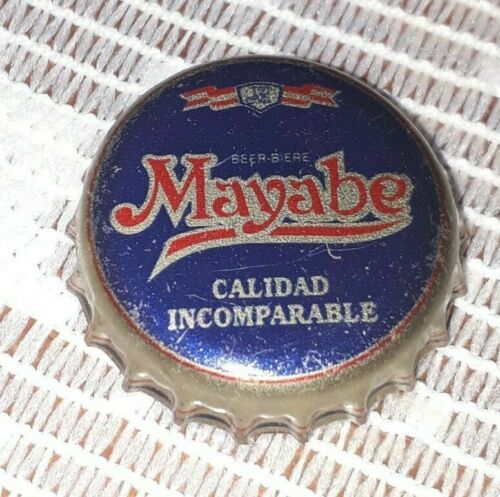 BEER-BIERE
Mayabe
CALIDAD
INCOMPARABLE